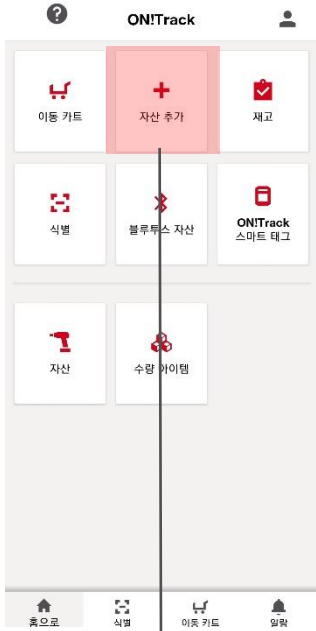 ON!Track
이동 카트
자산 추가
재고
식별
블루투스 자산
ON!Track
스마트 태그
자산
수량 아이템
홈으로
식별
이동 카트
알람